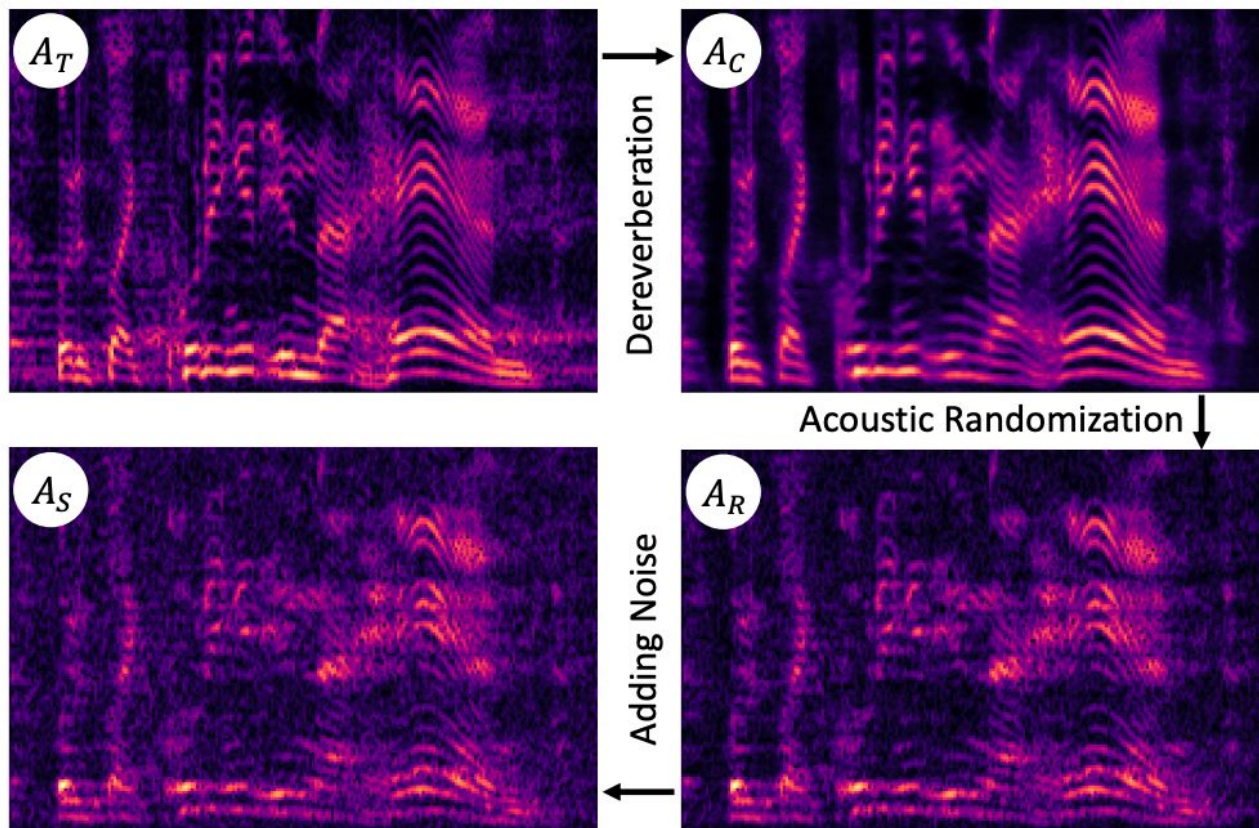 A_T
Dereverberation
A_C
Acoustic Randomization
A_S
Adding Noise
A_R